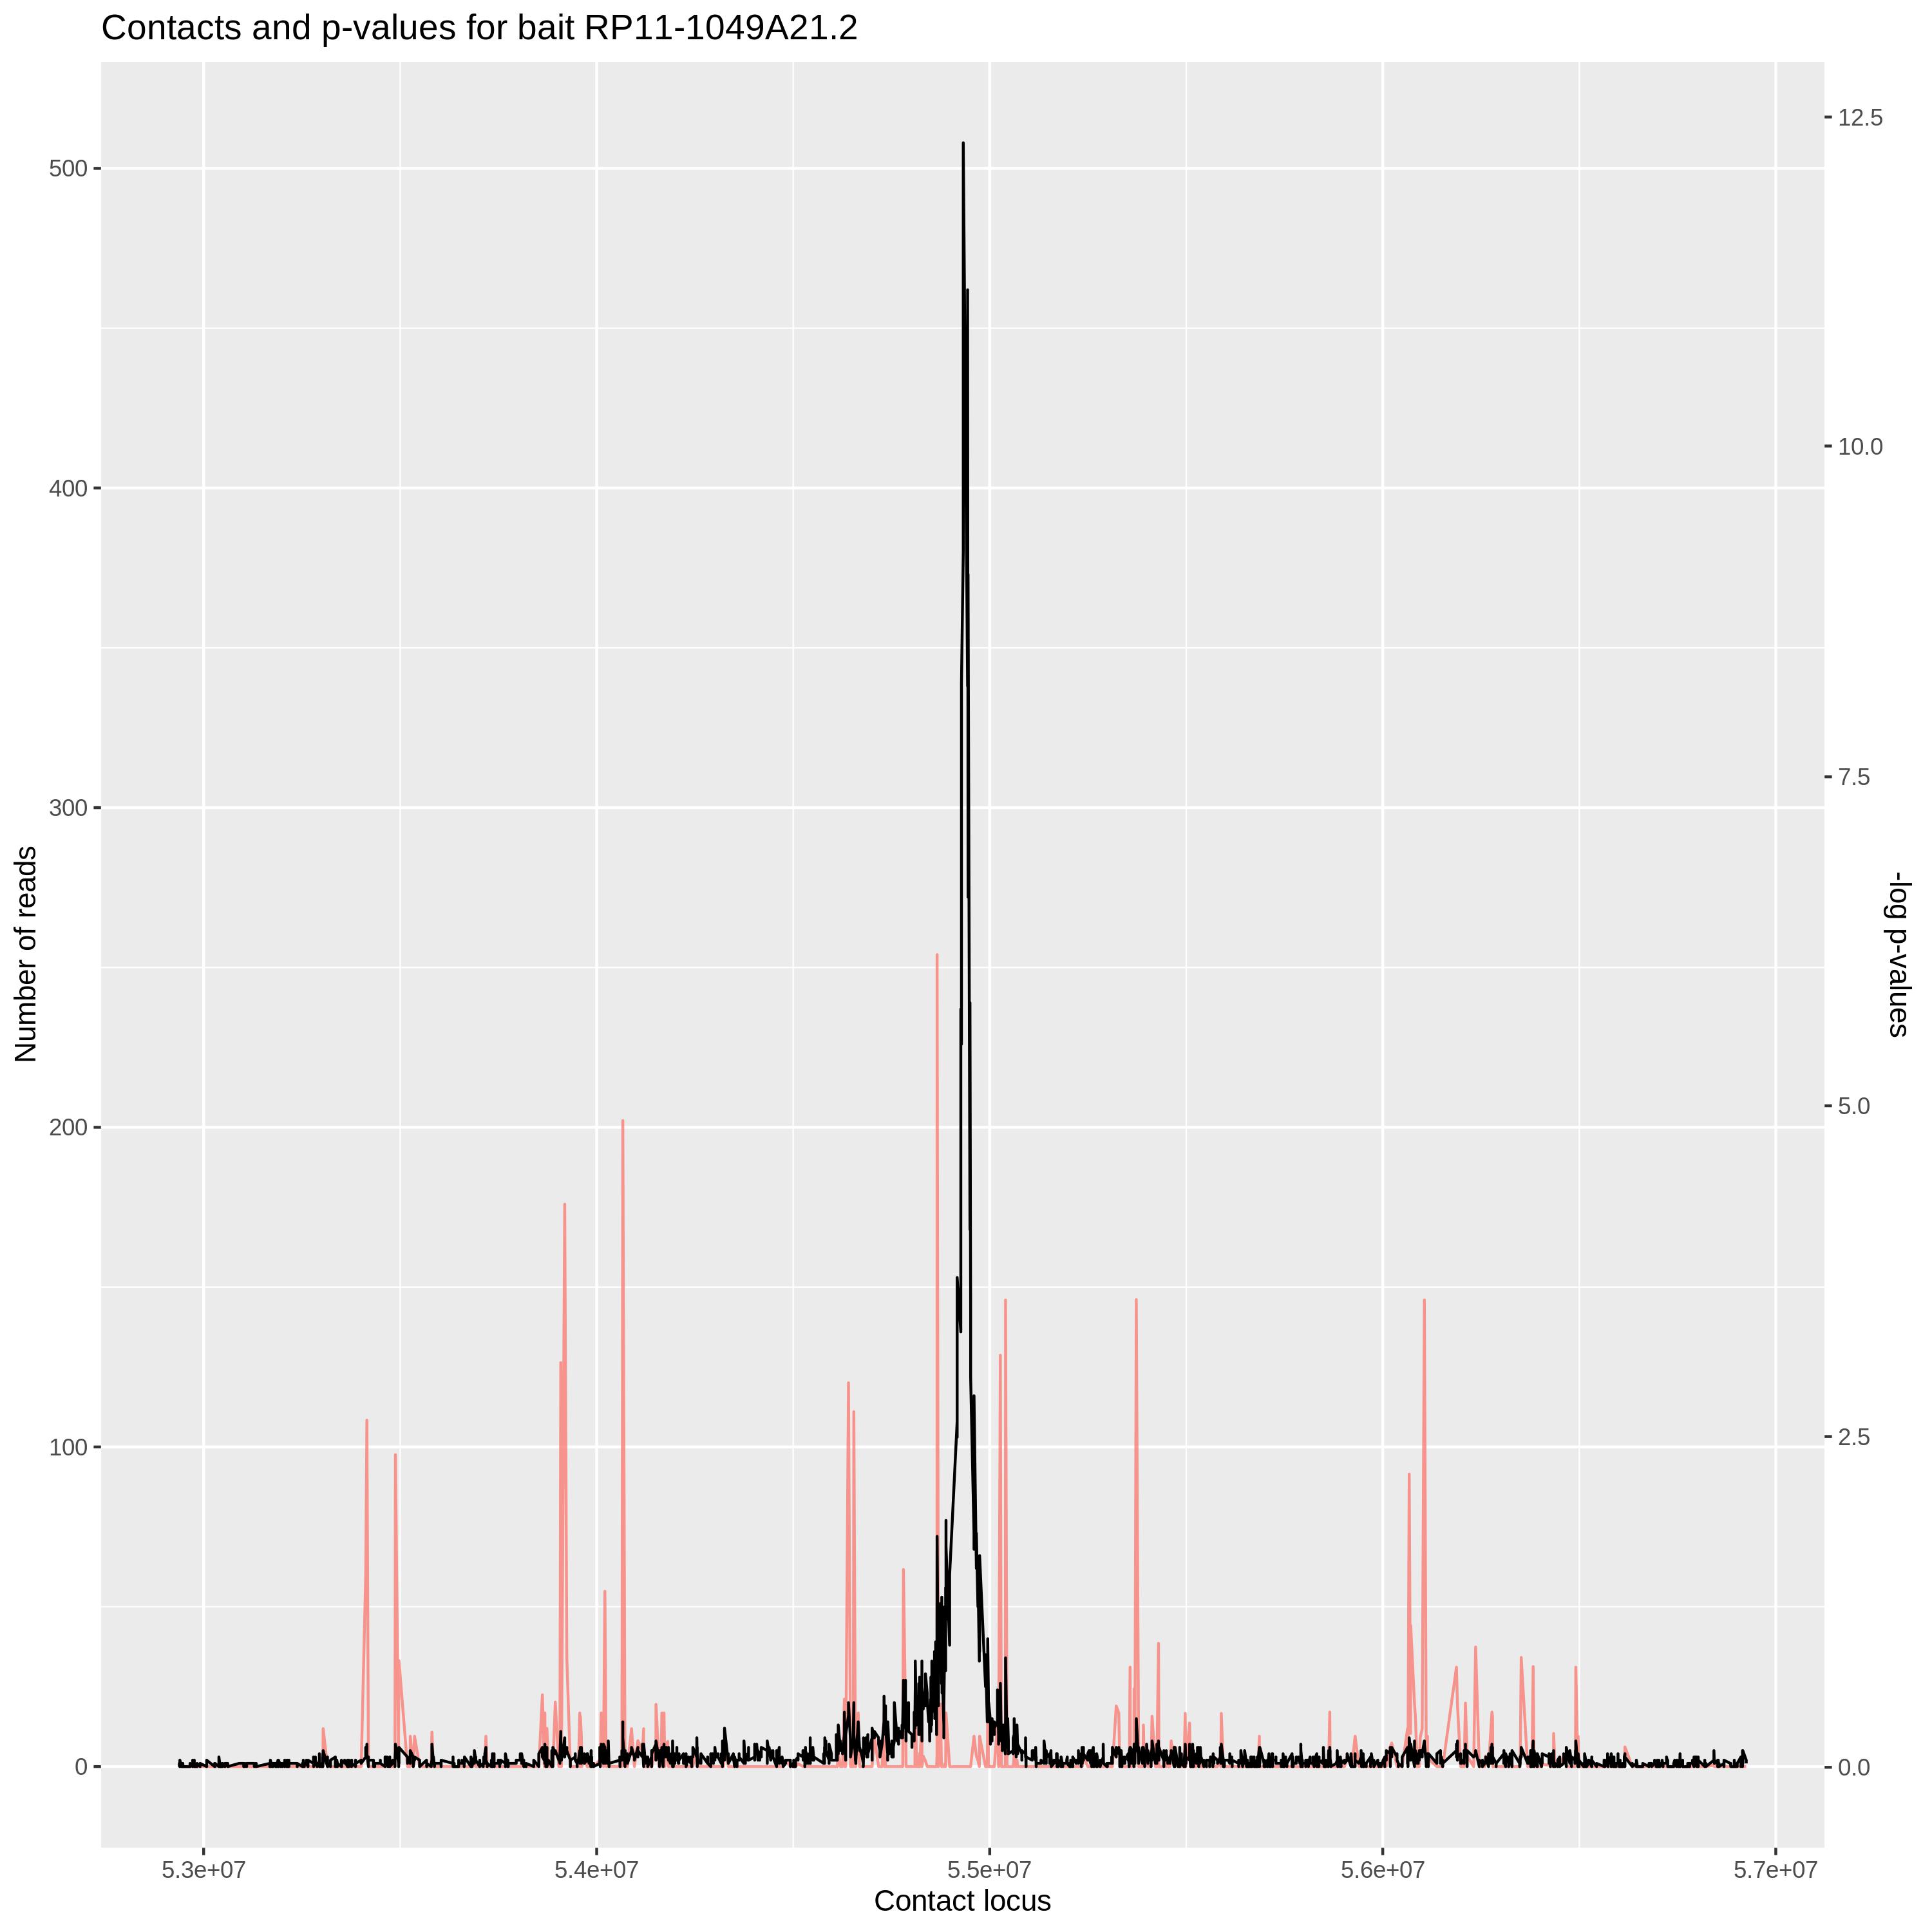 Contacts and p-values for bait RP11-1049A21.2
Number of reads
500
400
300
200
100
0
12.5
10.0
7.5
5.0
2.5
0.0
-log p-values
5.3e+07
5.4e+07
5.5e+07
5.6e+07
5.7e+07
Contact locus